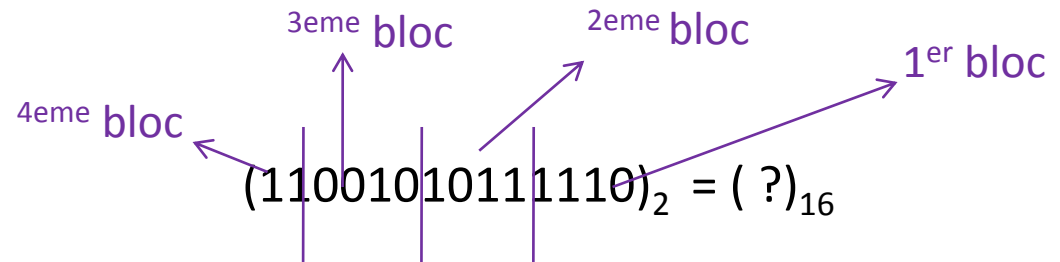 3eme bloc
2eme bloc
1er bloc
4eme bloc
(11001010111110)₂ = ( ?)₁₆